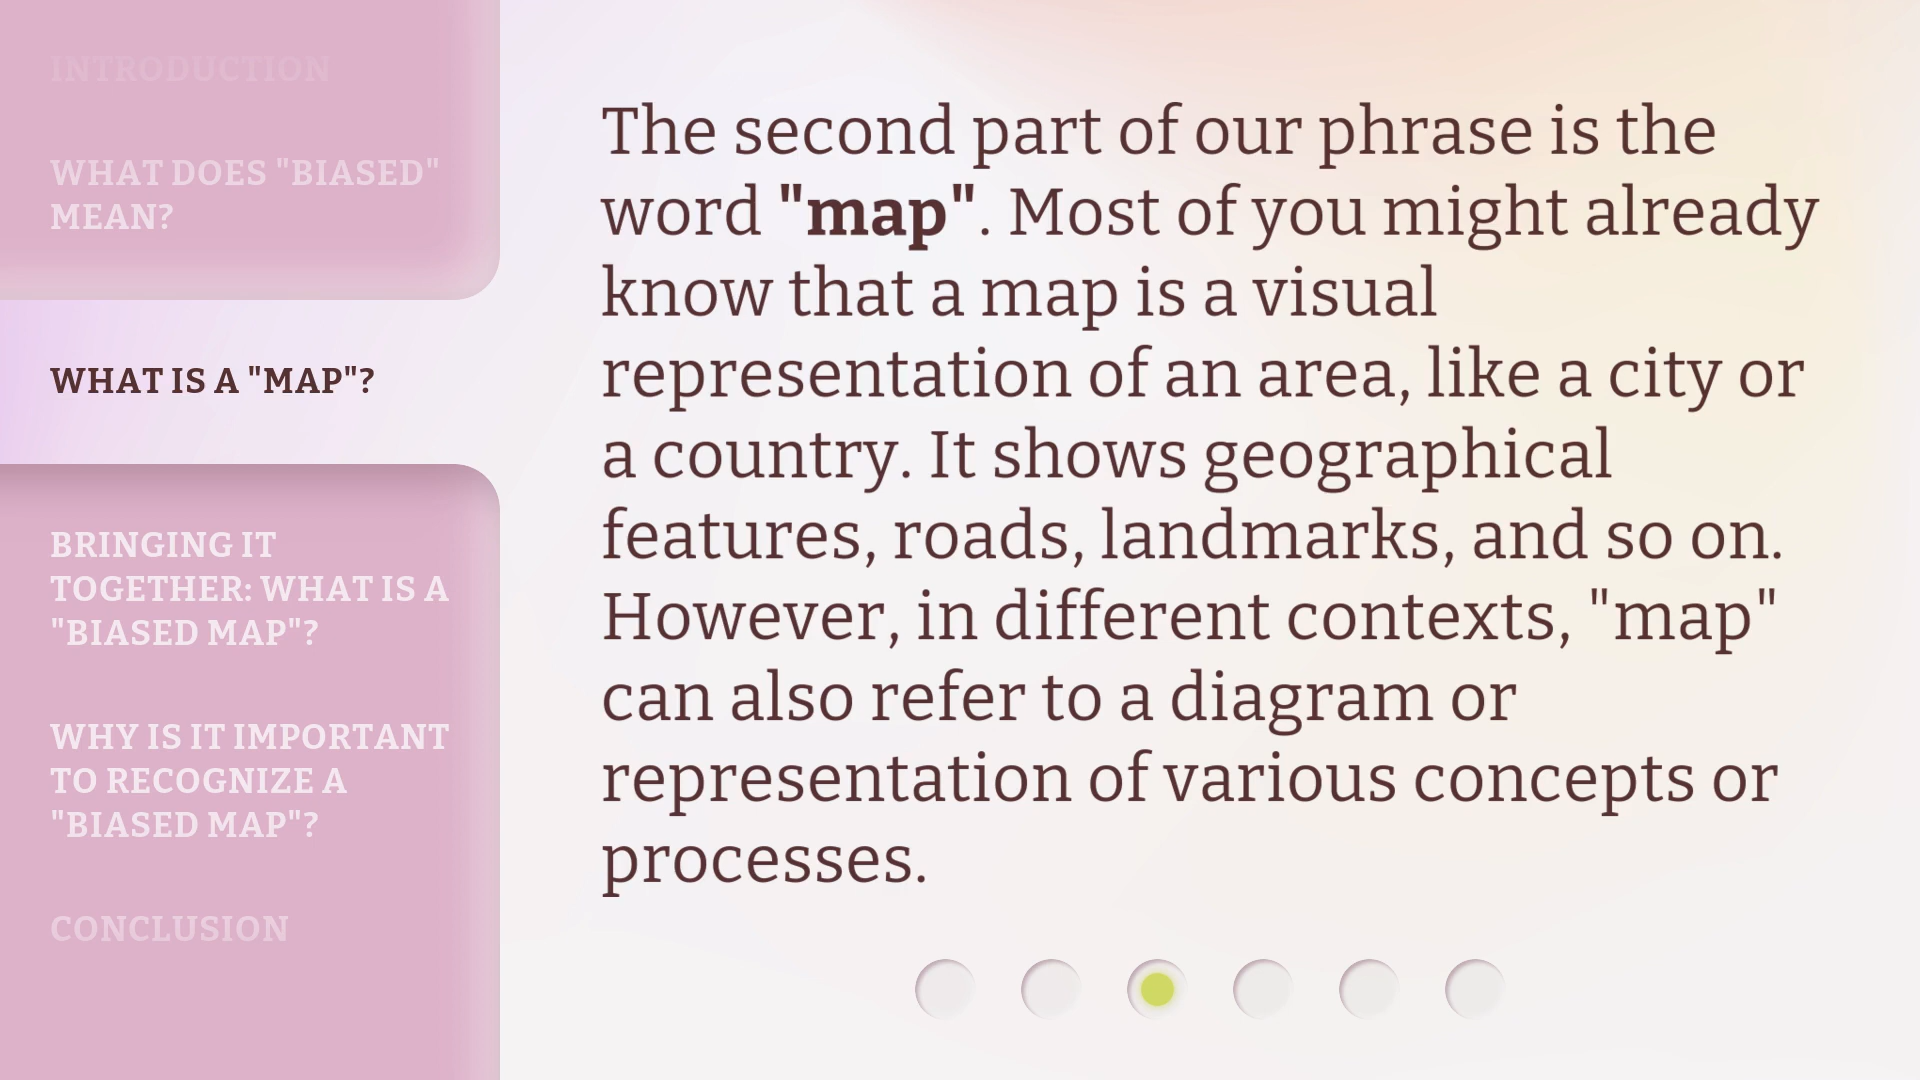 INTRODUCTION
WHAT DOES "BIASED"
MEAN?
WHAT IS A "MAP"?
BRINGING IT
TOGETHER: WHAT IS A
"BIASED MAP"?
WHY IS IT IMPORTANT
TO RECOGNIZE A
"BIASED MAP"?
CONCLUSION
The second part of our phrase is the
word "map". Most of you might already
know that a map is a visual
representation of an area, like a city or
a country. It shows geographical
features, roads, landmarks, and so on.
However, in different contexts, "map"
can also refer to a diagram or
representation of various concepts or
processes.